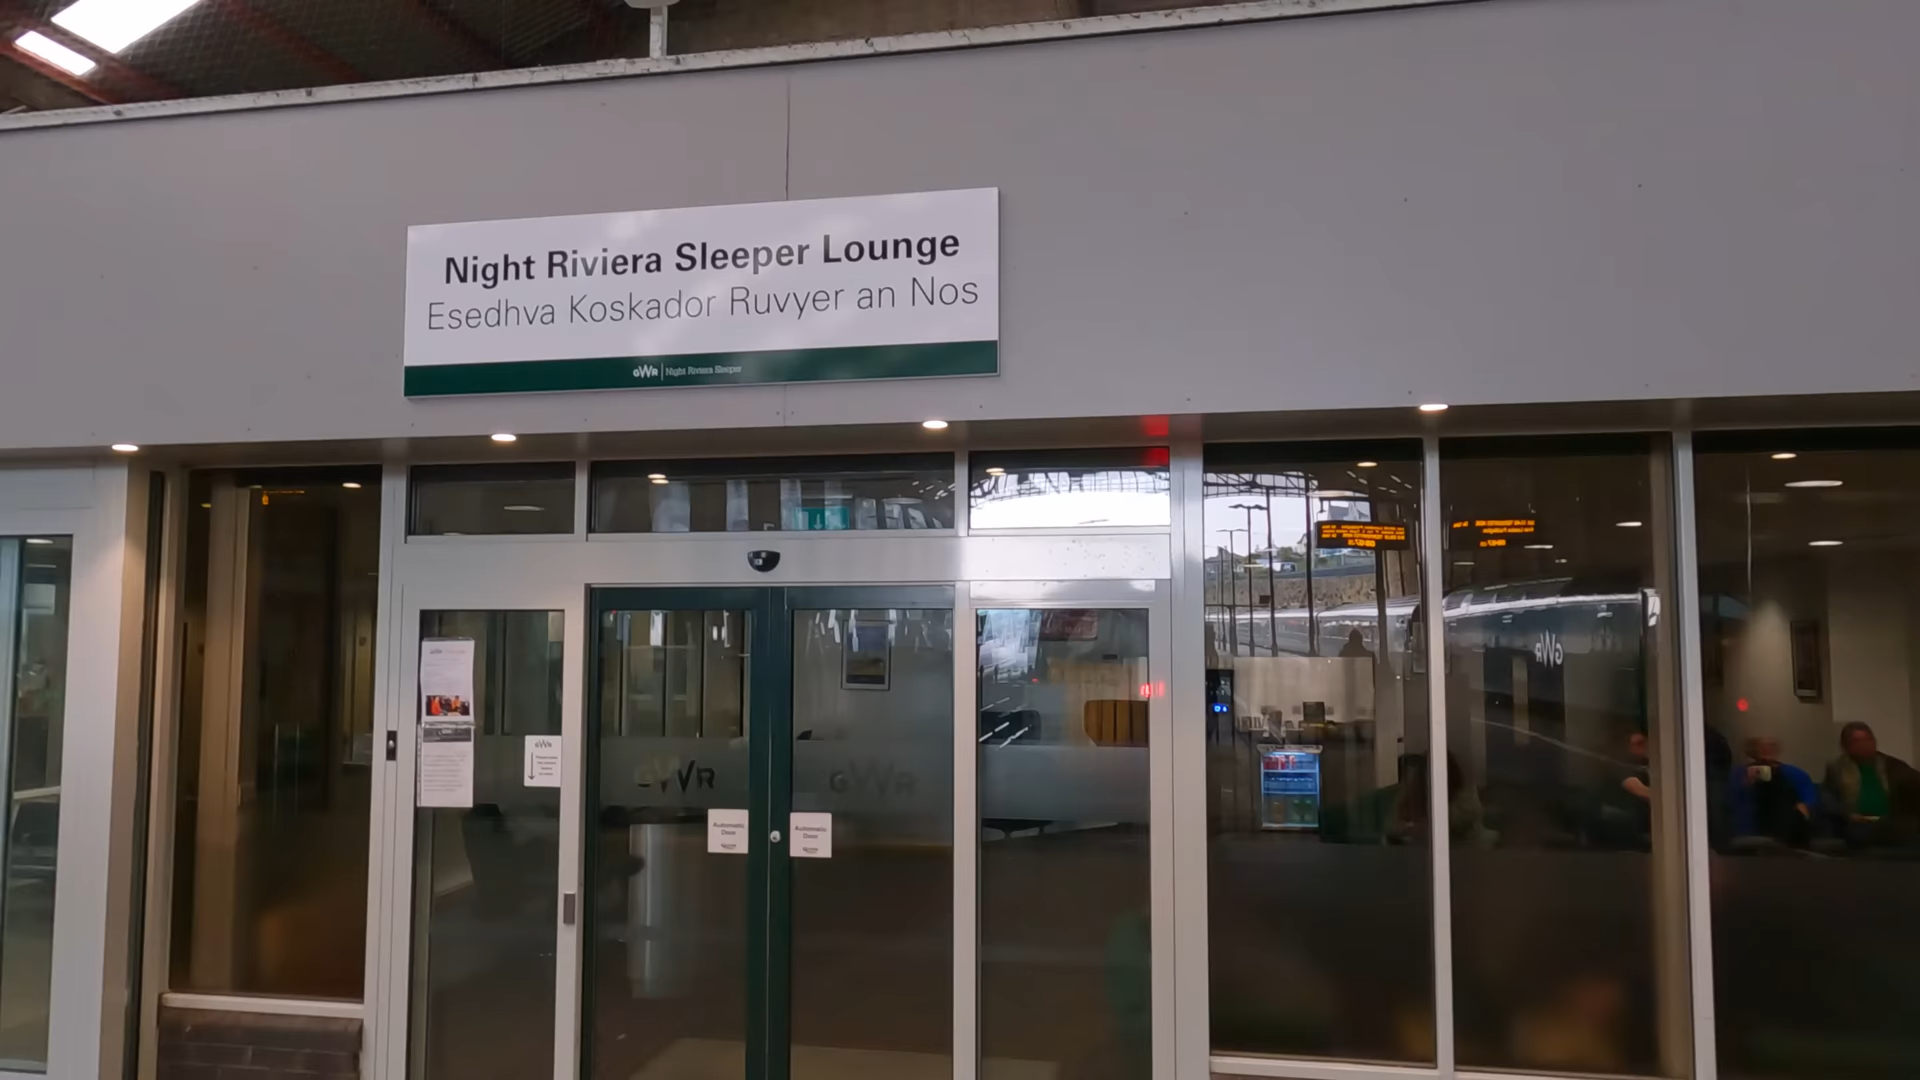 Night Riviera Sleeper Lounge
Esedhva Koskador Ruvyer an Nos
GWR Night Riviera Sleeper
GWR
GWR
GWR
Automatic
Door
Automatic
Door
GWR